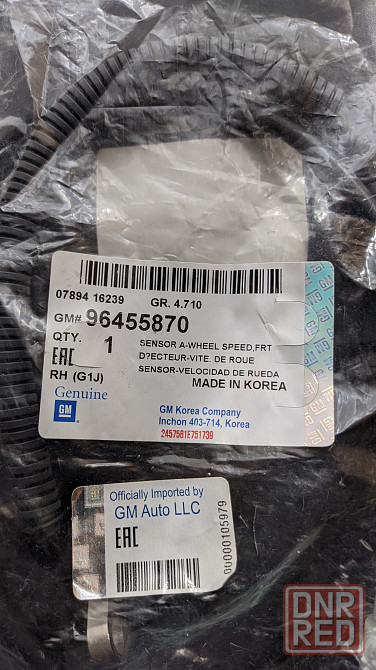 07894 16239 GR. 4.710
GM# 96455870
QTY. 1 SENSOR A-WHEEL SPEED,FRT
EAC D?ECTEUR-VITE. DE ROUE
SENSOR-VELOCIDAD DE RUEDA
RH (G1J) MADE IN KOREA
Genuine
GM
GM Korea Company
Inchon 403-714, Korea
2457561E751739
Officially Imported by
GM Auto LLC
EAC
00000105979
DNR
RED